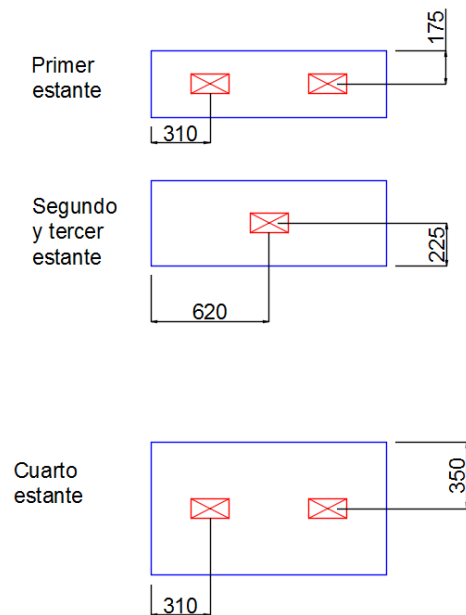 175
Primer
estante
310
Segundo
y tercer
estante
225
620
Cuarto
estante
350
310